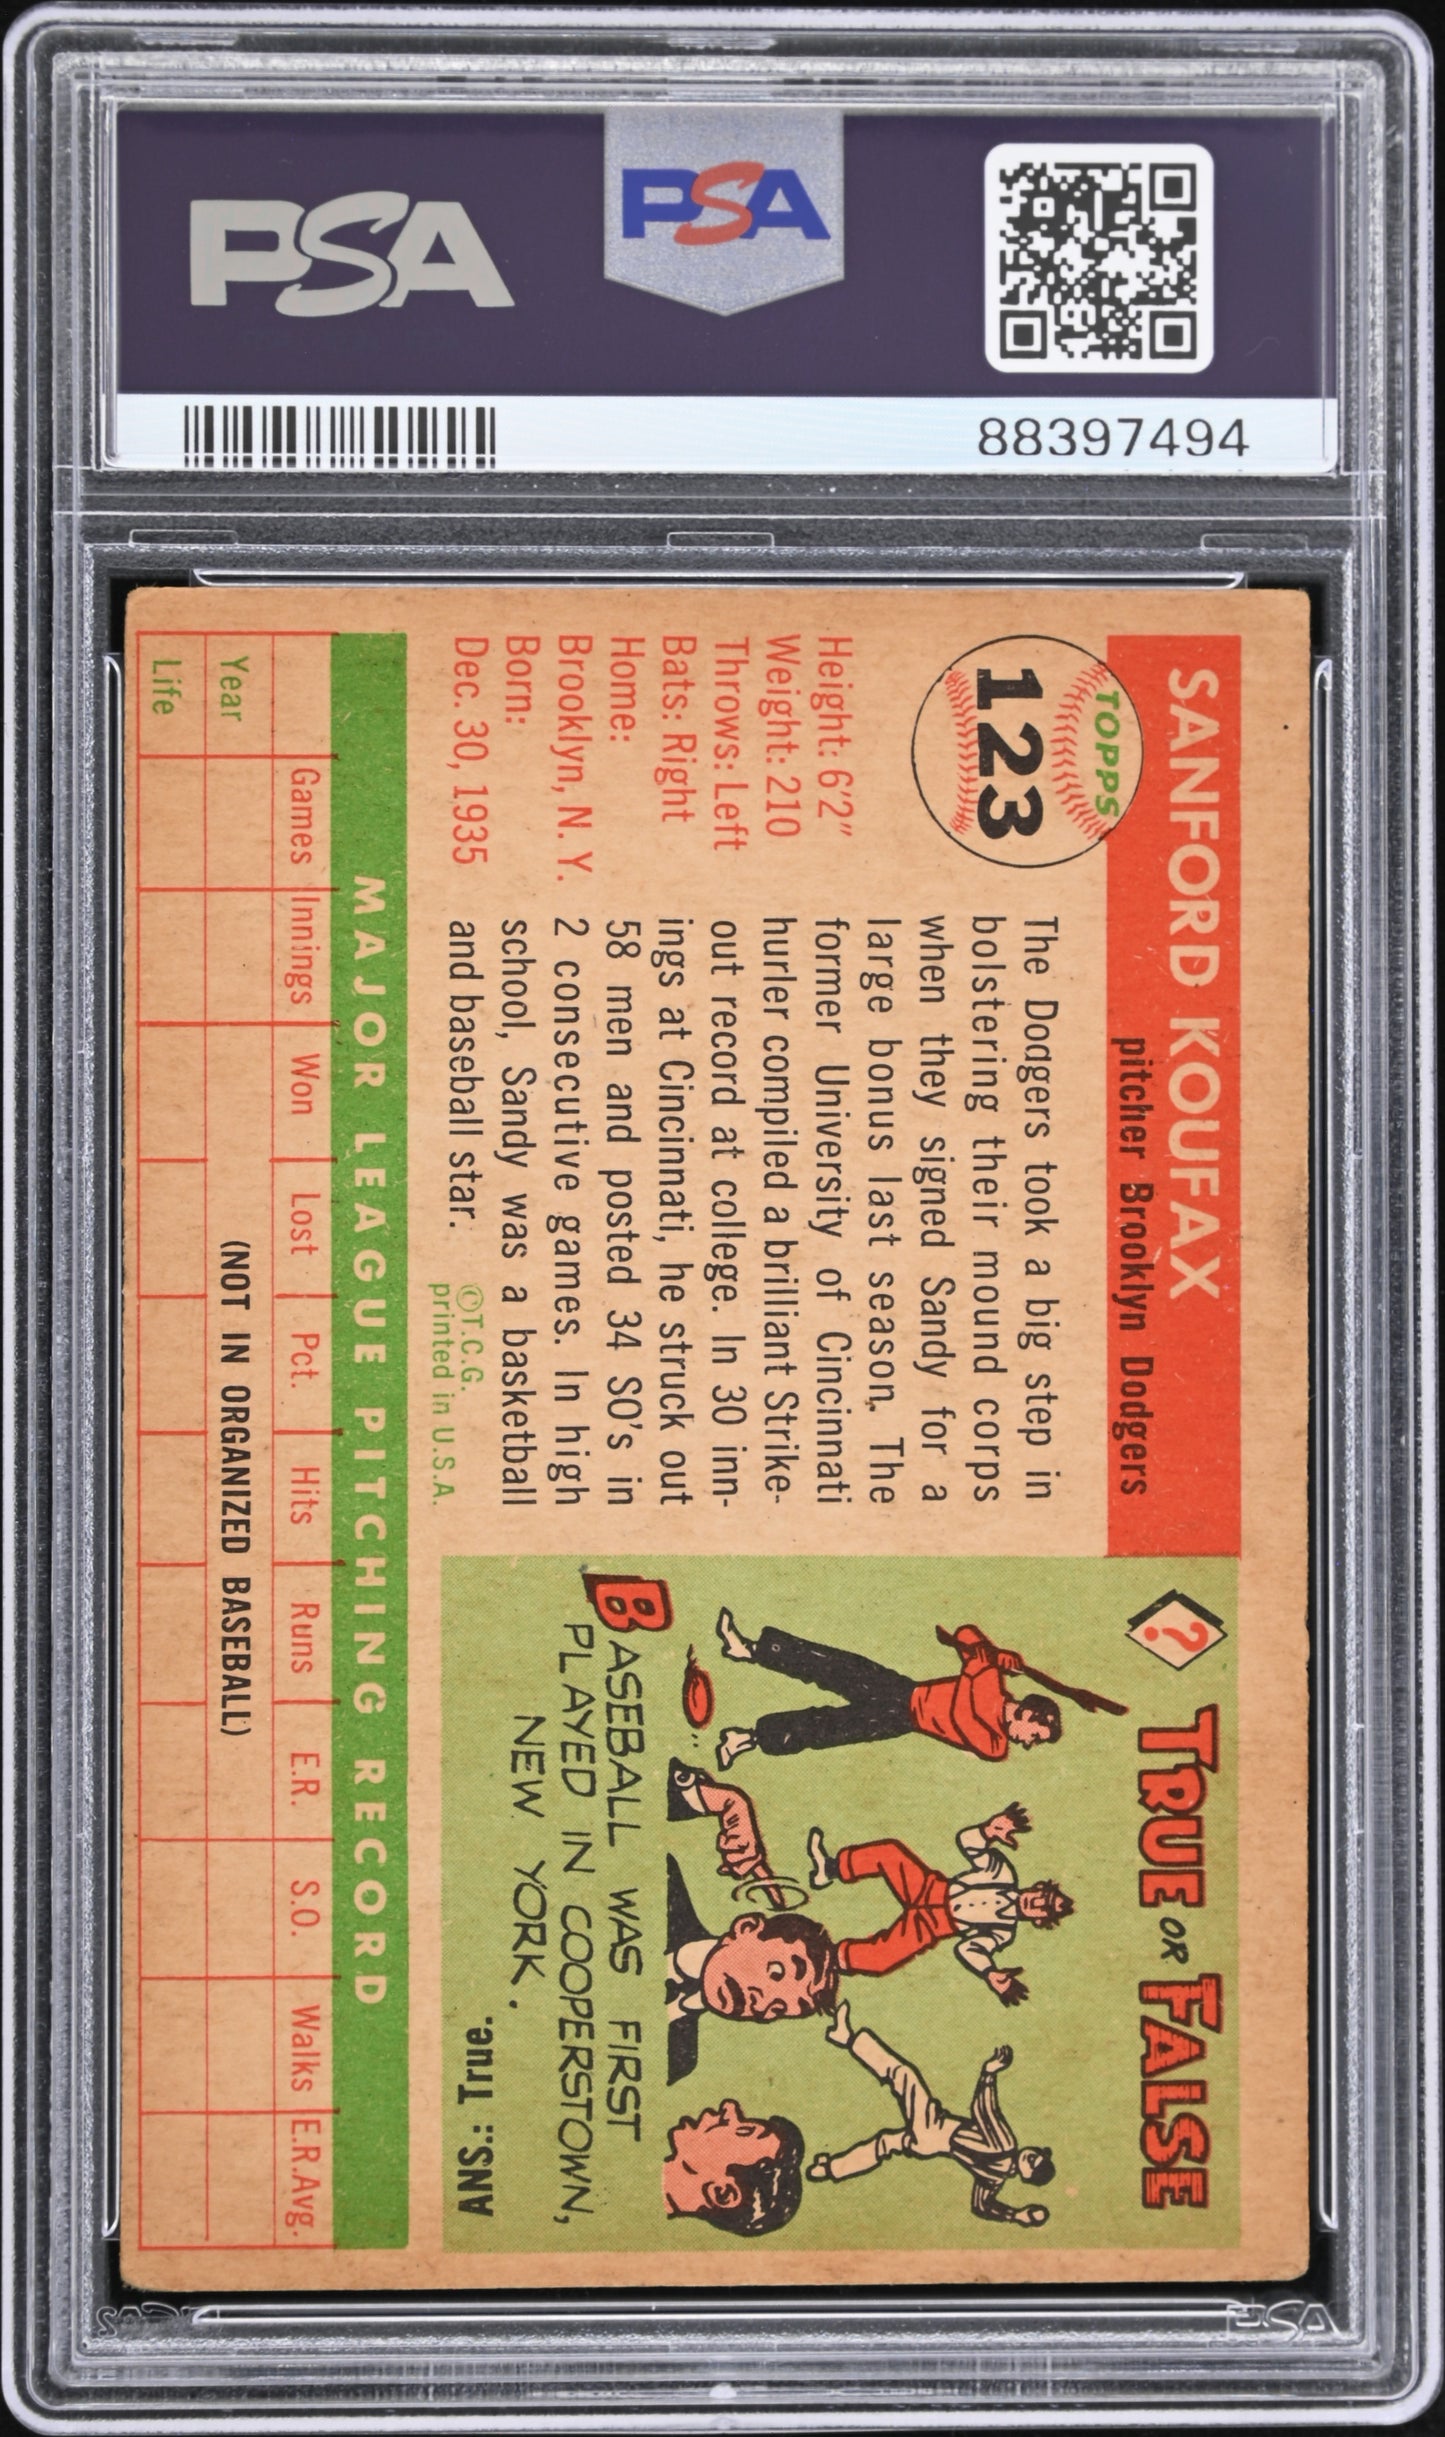 PSA
PSA
88397494
SANFORD KOUFAX
pitcher Brooklyn Dodgers
TOPPS
123
Height: 6'2"
Weight: 210
Throws: Left
Bats: Right
Home:
Brooklyn, N. Y.
Born:
Dec. 30, 1935
The Dodgers took a big step in
bolstering their mound corps
when they signed Sandy for a
large bonus last season. The
former University of Cincinnati
hurler compiled a brilliant Strike-
out record at college. In 30 inn-
ings at Cincinnati, he struck out
58 men and posted 34 SO's in
2 consecutive games. In high
school, Sandy was a basketball
and baseball star.
©T.C.G.
printed in U.S.A.
? TRUE OR FALSE
BASEBALL WAS FIRST
PLAYED IN COOPERSTOWN,
NEW YORK.
ANS.: True.
MAJOR LEAGUE PITCHING RECORD
Games Innings Won Lost Pct. Hits Runs E.R. S.O. Walks E.R.Avg.
Year (NOT IN ORGANIZED BASEBALL)
Life
PSA
PSA